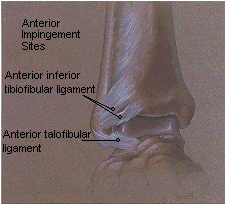 Anterior
Impingement
Sites
Anterior inferior
tibiofibular ligament
Anterior talofibular
ligament